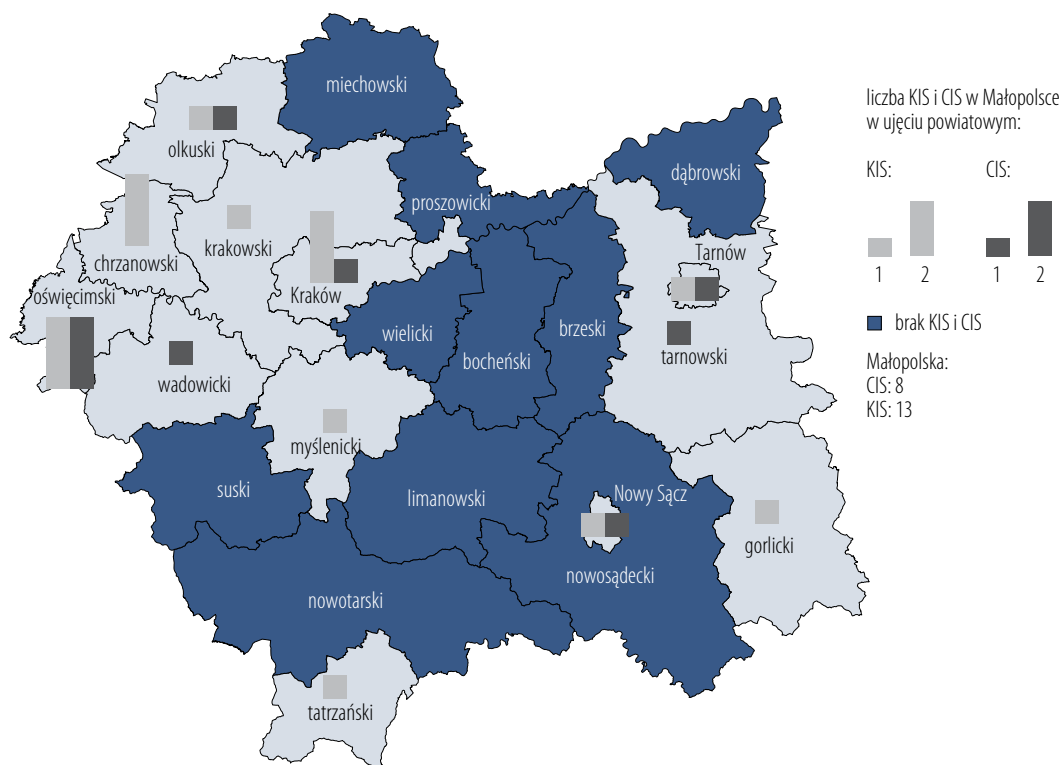 miechowski
olkuski
dąbrowski
proszowicki
krakowski
chrzanowski
Tarnów
oświęcimski
Kraków
wielicki
brzeski
bocheński
tarnowski
wadowicki
myślenicki
suski
limanowski
Nowy Sącz
gorlicki
nowosądecki
nowotarski
tatrzański
liczba KIS i CIS w Małopolsce
w ujęciu powiatowym:
KIS: CIS:
1 2 1 2
brak KIS i CIS
Małopolska:
CIS: 8
KIS: 13